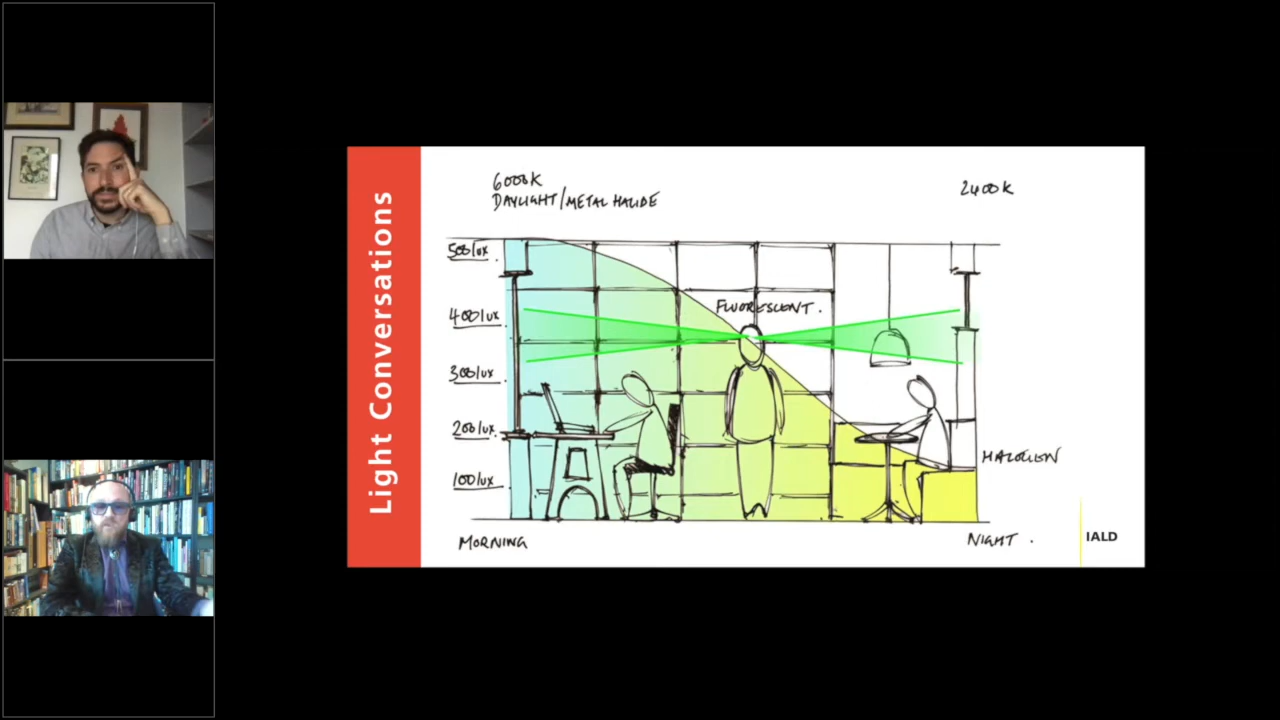 Light Conversations
6000K
DAYLIGHT/METAL HALIDE
2400K
500lux.
400lux
FLUORESCENT.
300lux
200lux.
100lux
HALOGEN
MORNING
NIGHT.
IALD